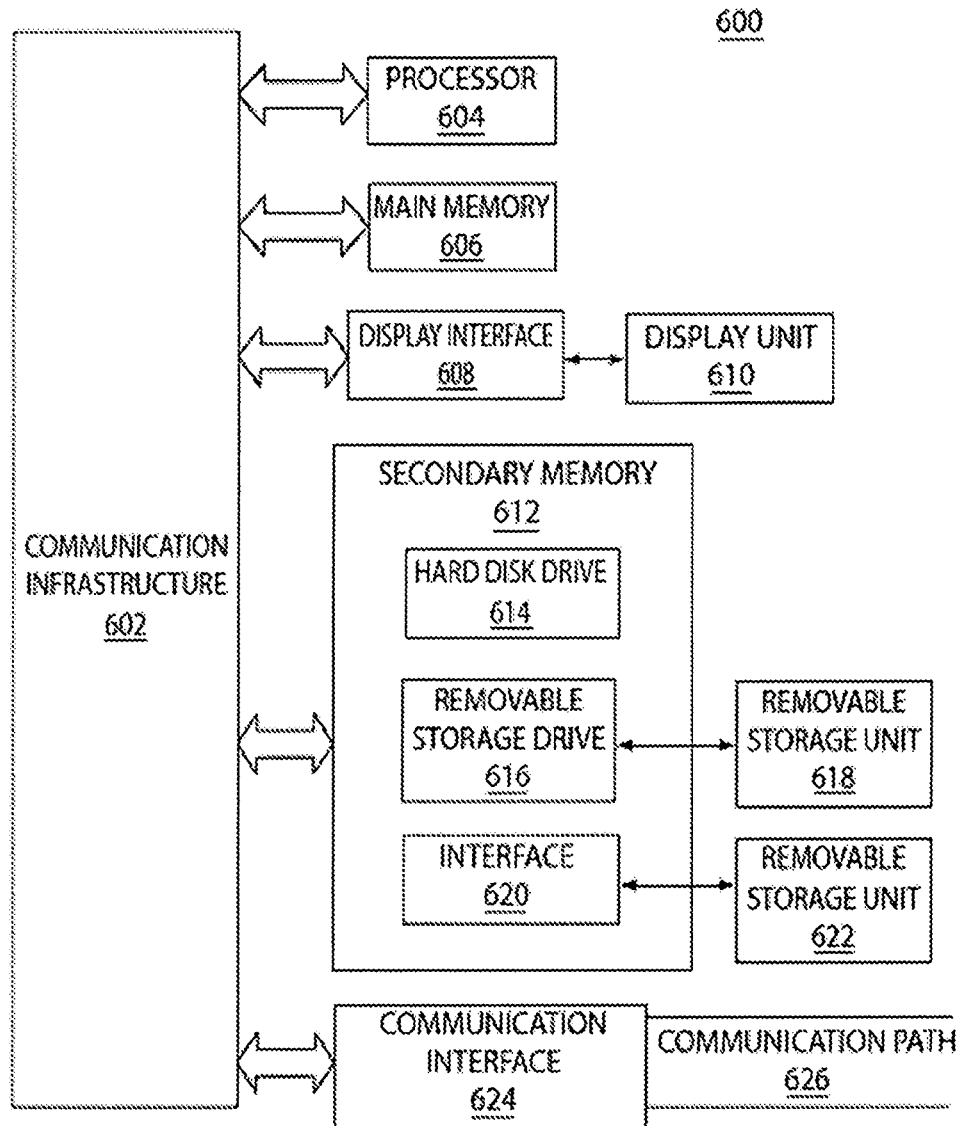 600
PROCESSOR
604
MAIN MEMORY
606
DISPLAY INTERFACE
608
DISPLAY UNIT
610
SECONDARY MEMORY
612
HARD DISK DRIVE
614
COMMUNICATION
INFRASTRUCTURE
602
REMOVABLE
STORAGE DRIVE
616
REMOVABLE
STORAGE UNIT
618
INTERFACE
620
REMOVABLE
STORAGE UNIT
622
COMMUNICATION
INTERFACE
624
COMMUNICATION PATH
626